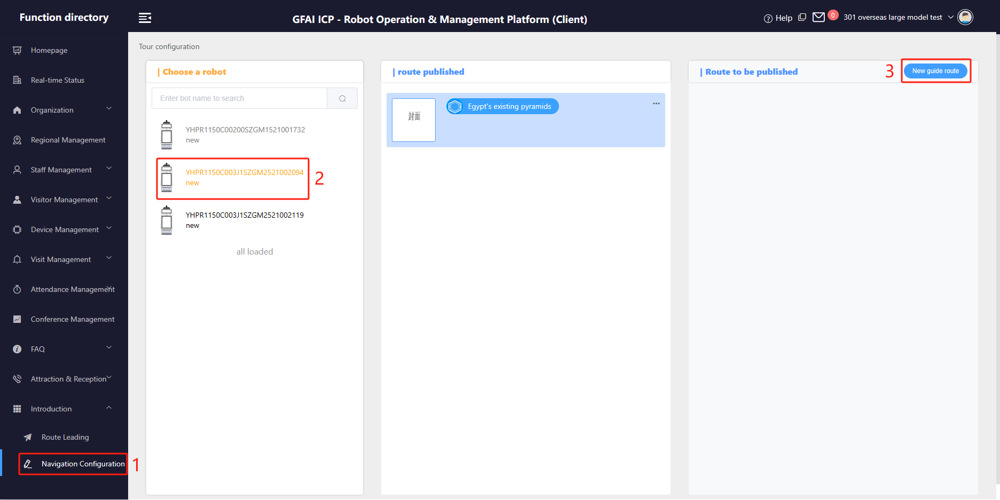 Function directory
GFAI ICP - Robot Operation & Management Platform (Client)
Help
0
301 overseas large model test
Homepage
Real-time Status
Organization
Regional Management
Staff Management
Visitor Management
Device Management
Visit Management
Attendance Management
Conference Management
FAQ
Attraction & Reception
Introduction
Route Leading
Navigation Configuration
1
Tour configuration
| Choose a robot
Enter bot name to search
YHPR1150C00200SZGM1521001732
new
YHPR1150C003J1SZGM2521002094
new
2
YHPR1150C003J1SZGM2521002119
new
all loaded
| route published
封面
Egypt's existing pyramids
| Route to be published
3
New guide route